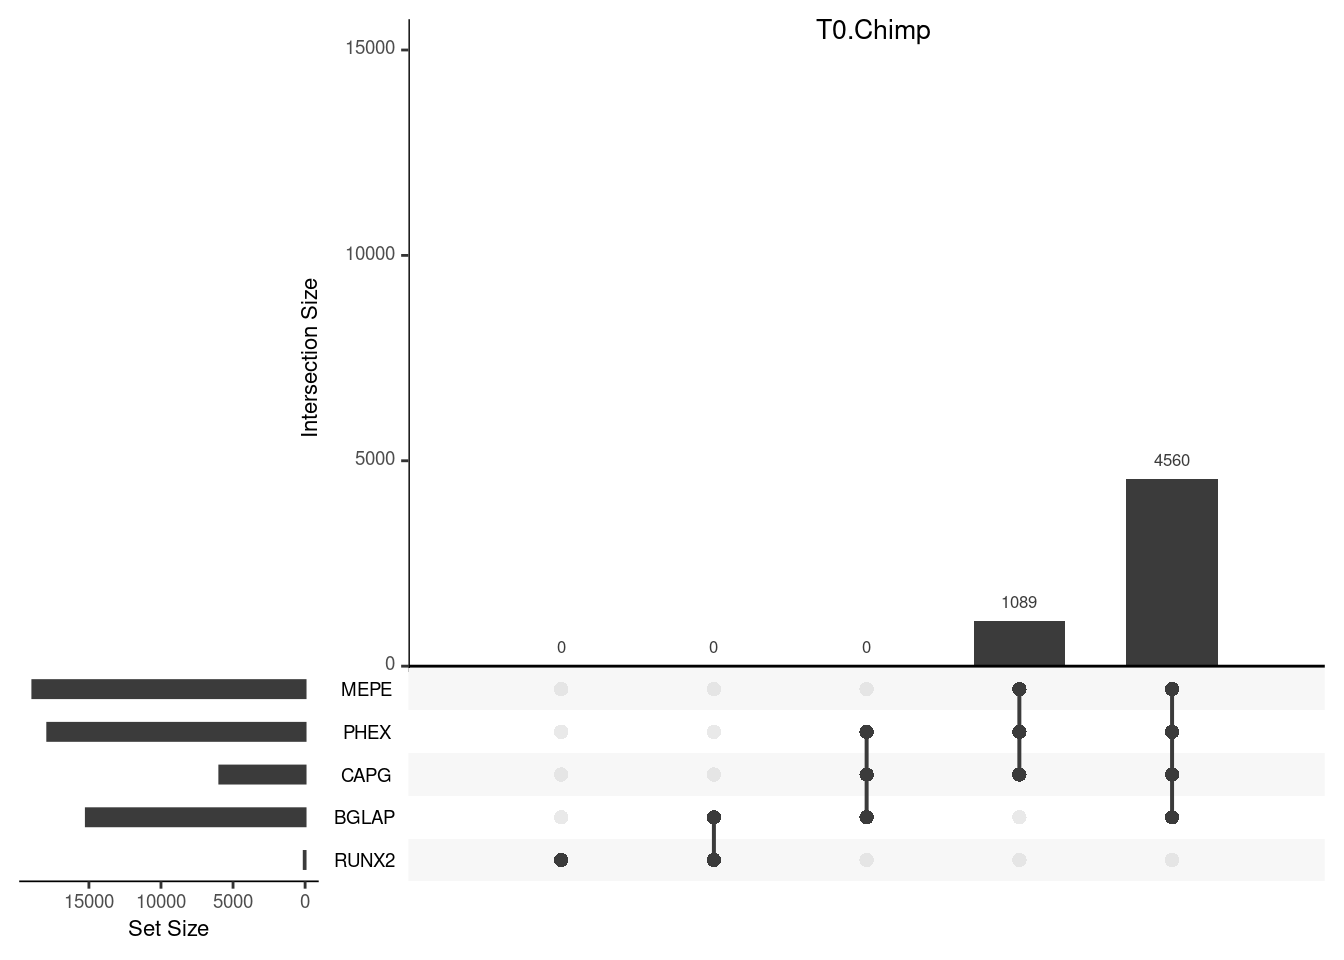 T0.Chimp
15000
10000
5000
0
Intersection Size
0
0
0
1089
4560
MEPE
PHEX
CAPG
BGLAP
RUNX2
15000 10000 5000 0
Set Size